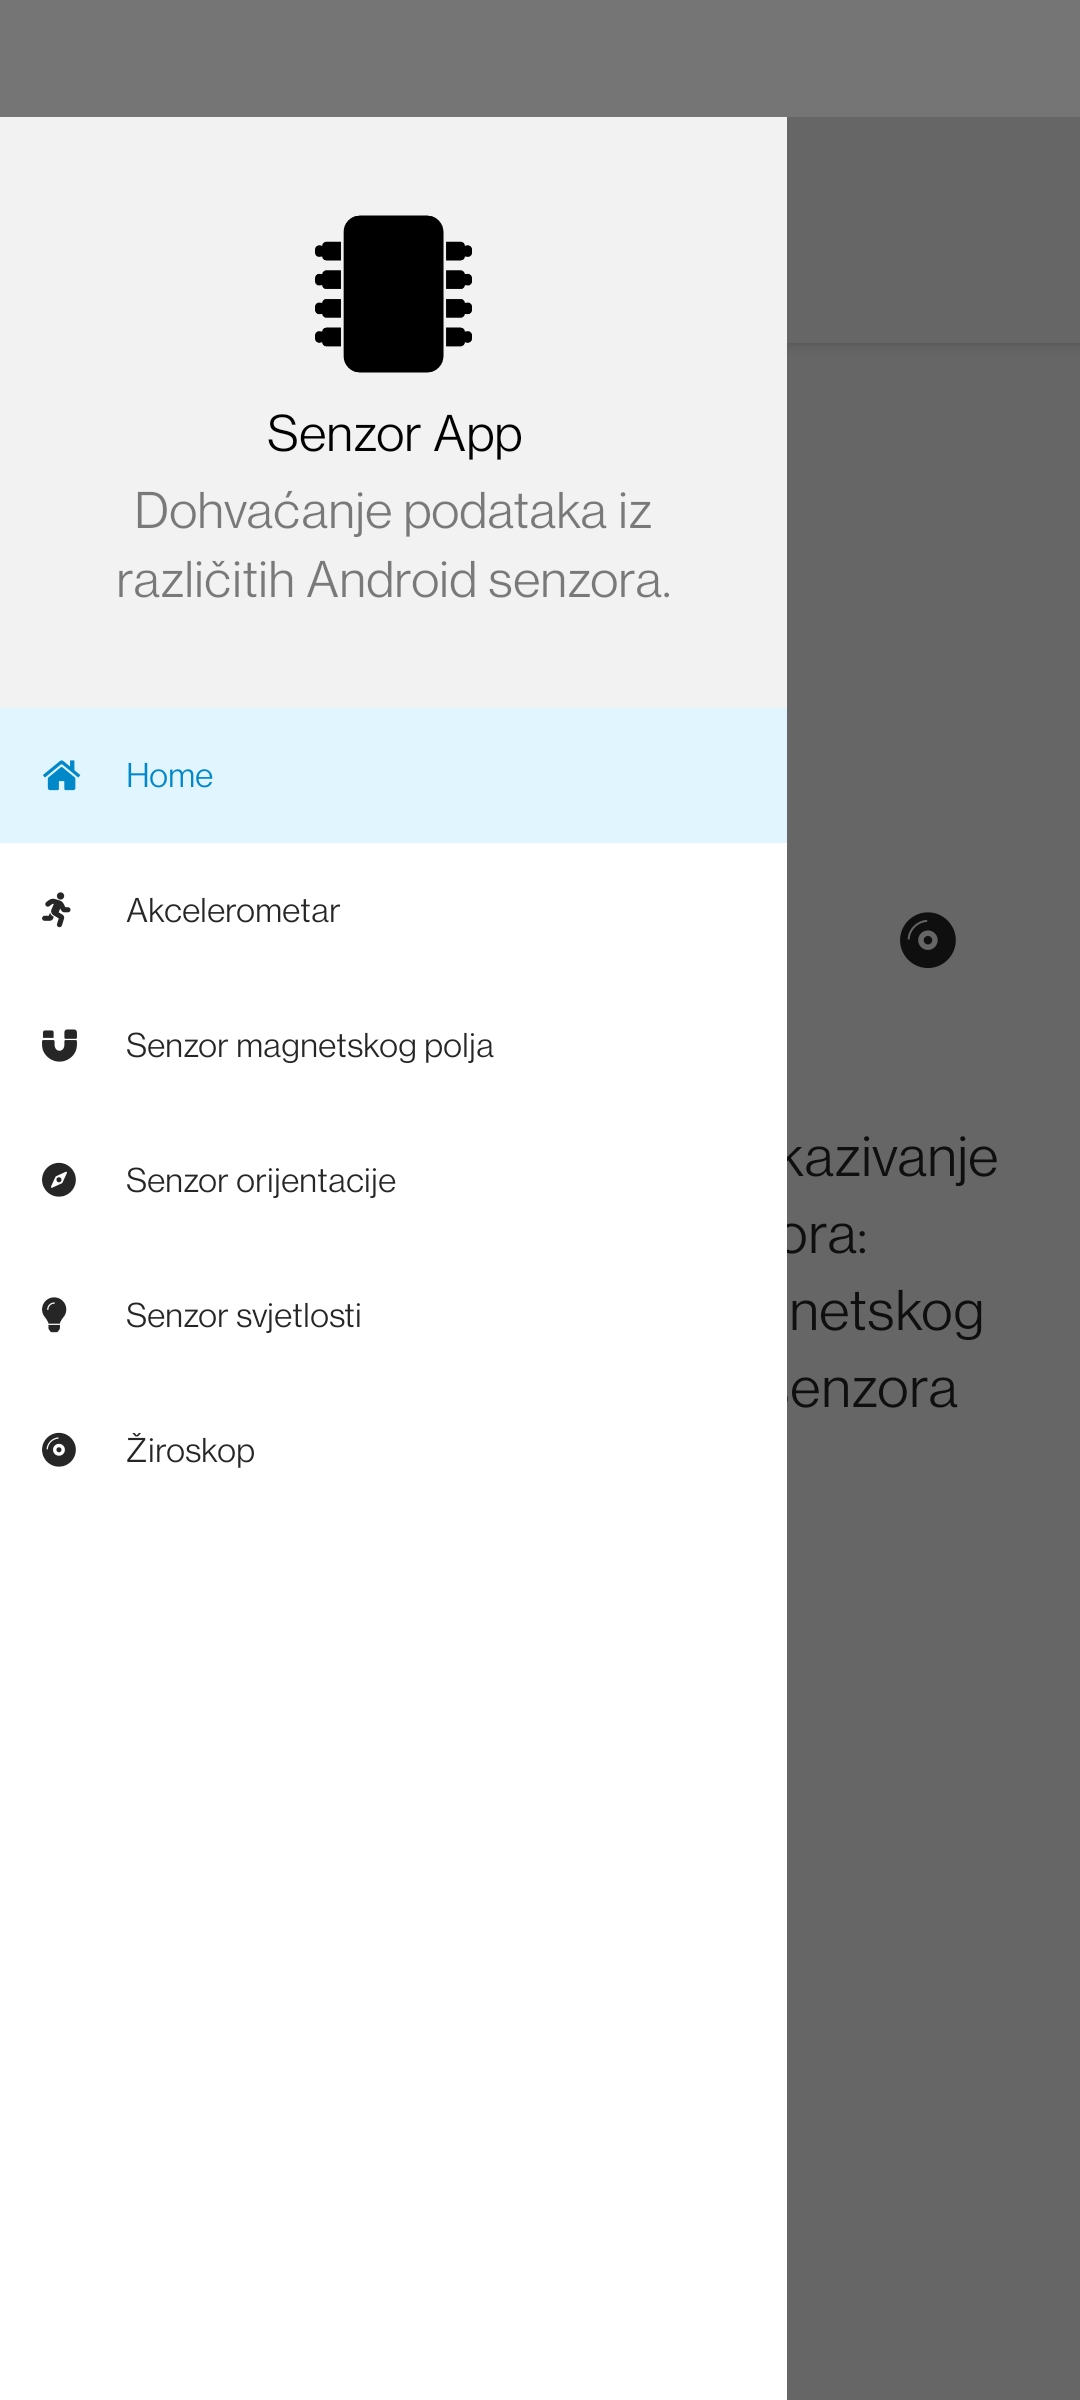 Senzor App
Dohvaćanje podataka iz
različitih Android senzora.
Home
Akcelerometar
Senzor magnetskog polja
Senzor orijentacije
Senzor svjetlosti
Žiroskop
kazivanje
ora:
netskog
enzora